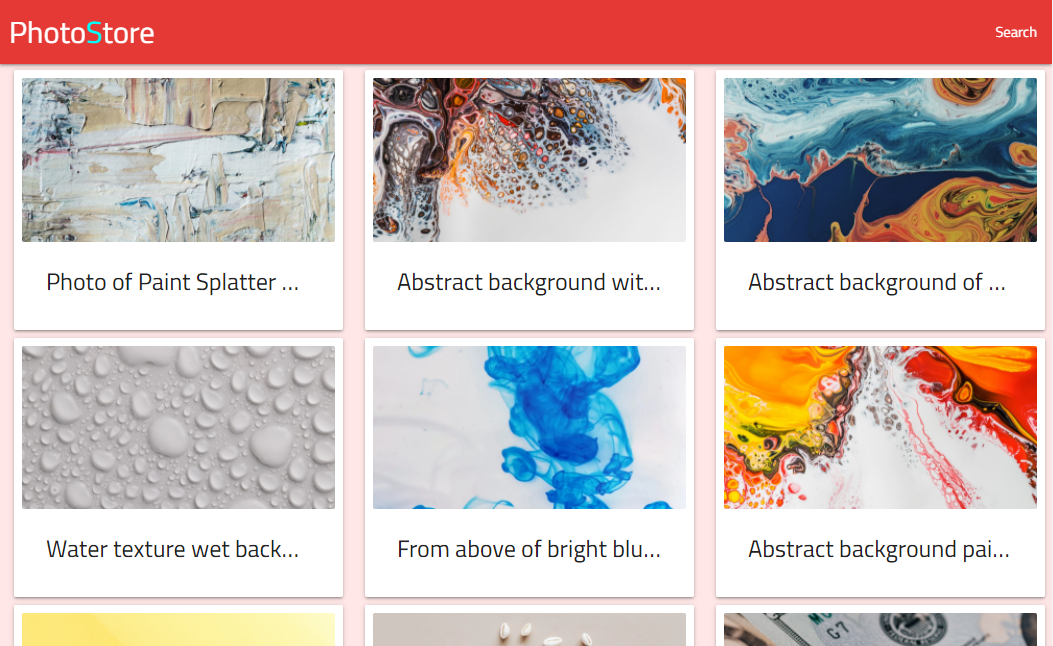 PhotoStore
Search
Photo of Paint Splatter ...
Abstract background wit...
Abstract background of ...
Water texture wet back...
From above of bright blu...
Abstract background pai...
G7